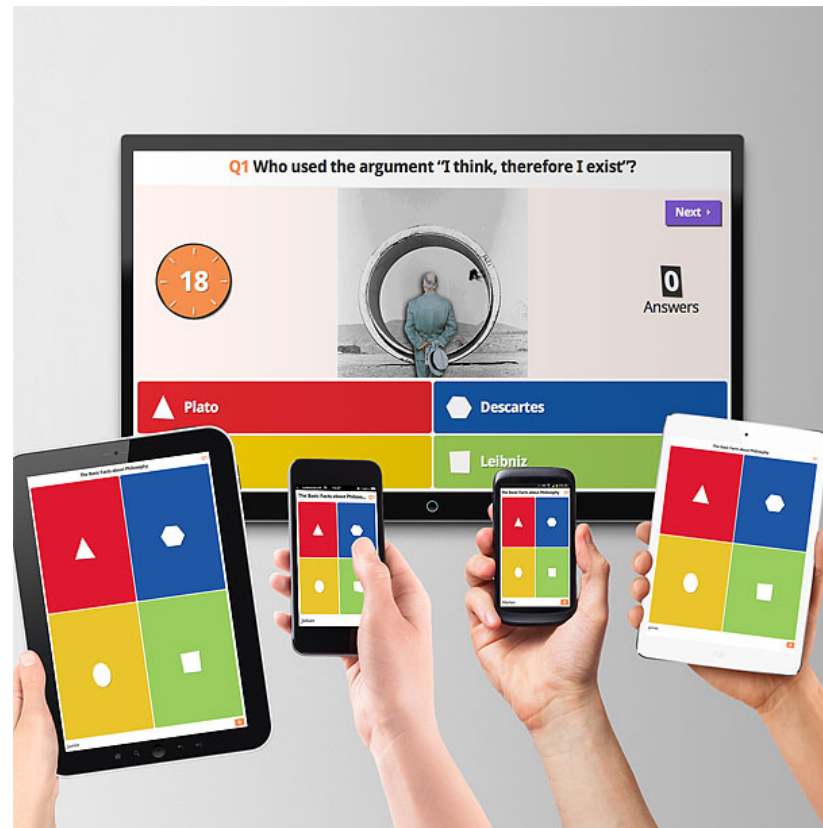 Q1 Who used the argument “I think, therefore I exist”?
Next ›
18
0
Answers
Plato
Descartes
Leibniz
The Basic Facts about Philosophy
The Basic Facts about Philoso...
The Basic Facts about Philosophy
The Basic Facts about Philosophy